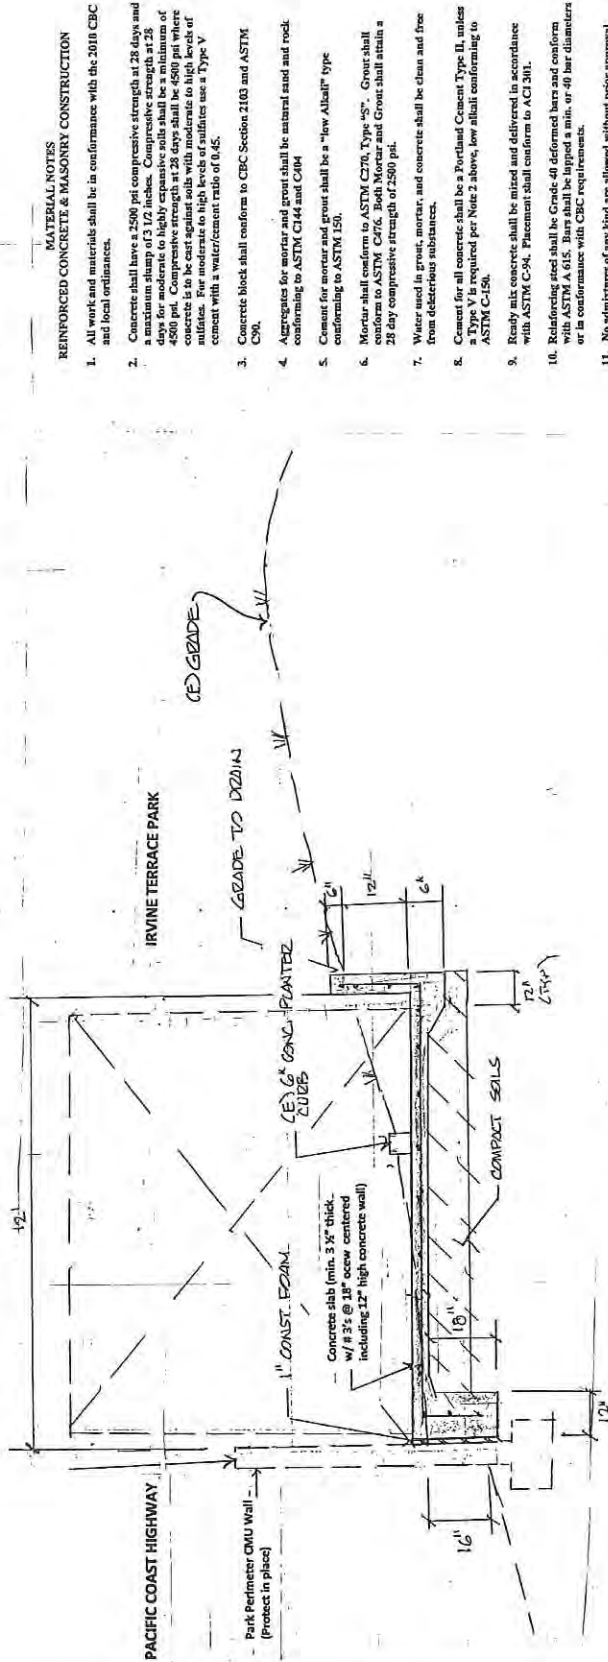 MATERIAL NOTES
REINFORCED CONCRETE & MASONRY CONSTRUCTION
1. All work and materials shall be in conformance with the 2010 CBC
and local ordinances.
2. Concrete shall have a 2500 psi compressive strength at 28 days and
a maximum slump of 3 1/2 inches. Compressive strength at 28
days for moderate to highly expansive soils shall be a minimum of
4500 psi. Compressive strength at 28 days shall be 4500 psi where
concrete is to be cast against soils with moderate to high levels of
sulfates. For moderate to high levels of sulfates use a Type V
cement with a water/cement ratio of 0.45.
3. Concrete block shall conform to CBC Section 2103 and ASTM
C90.
4. Aggregates for mortar and grout shall be natural sand and rock
conforming to ASTM C144 and C404
5. Cement for mortar and grout shall be a "low Alkali" type
conforming to ASTM 150.
6. Mortar shall conform to ASTM C270, Type "S". Grout shall
conform to ASTM C476. Both Mortar and Grout shall attain a
28 day compressive strength of 2500 psi.
7. Water used in grout, mortar, and concrete shall be clean and free
from deleterious substances.
8. Cement for all concrete shall be a Portland Cement Type II, unless
a Type V is required per Note 2 above, low alkali conforming to
ASTM C-150.
9. Ready mix concrete shall be mixed and delivered in accordance
with ASTM C-94. Placement shall conform to ACI 301.
10. Reinforcing steel shall be Grade 40 deformed bars and conform
with ASTM A 615. Bars shall be lapped a min. or 40 bar diameters
or in conformance with CBC requirements.
11. No admixtures of any kind are allowed without prior approval
PACIFIC COAST HIGHWAY
IRVINE TERRACE PARK
12'
Park Perimeter CMU Wall -
(Protect in place)
1" CONST. FOAM
Concrete slab (min. 3 ½" thick
w/ #3's @ 18" ocew centered
including 12" high concrete wall)
(E) 6" CONC. PLANTER
CURB
GRADE TO DRAIN
(E) GRADE
6"
12"
6"
12"
(TYP)
COMPACT SOILS
18"
16"
12"